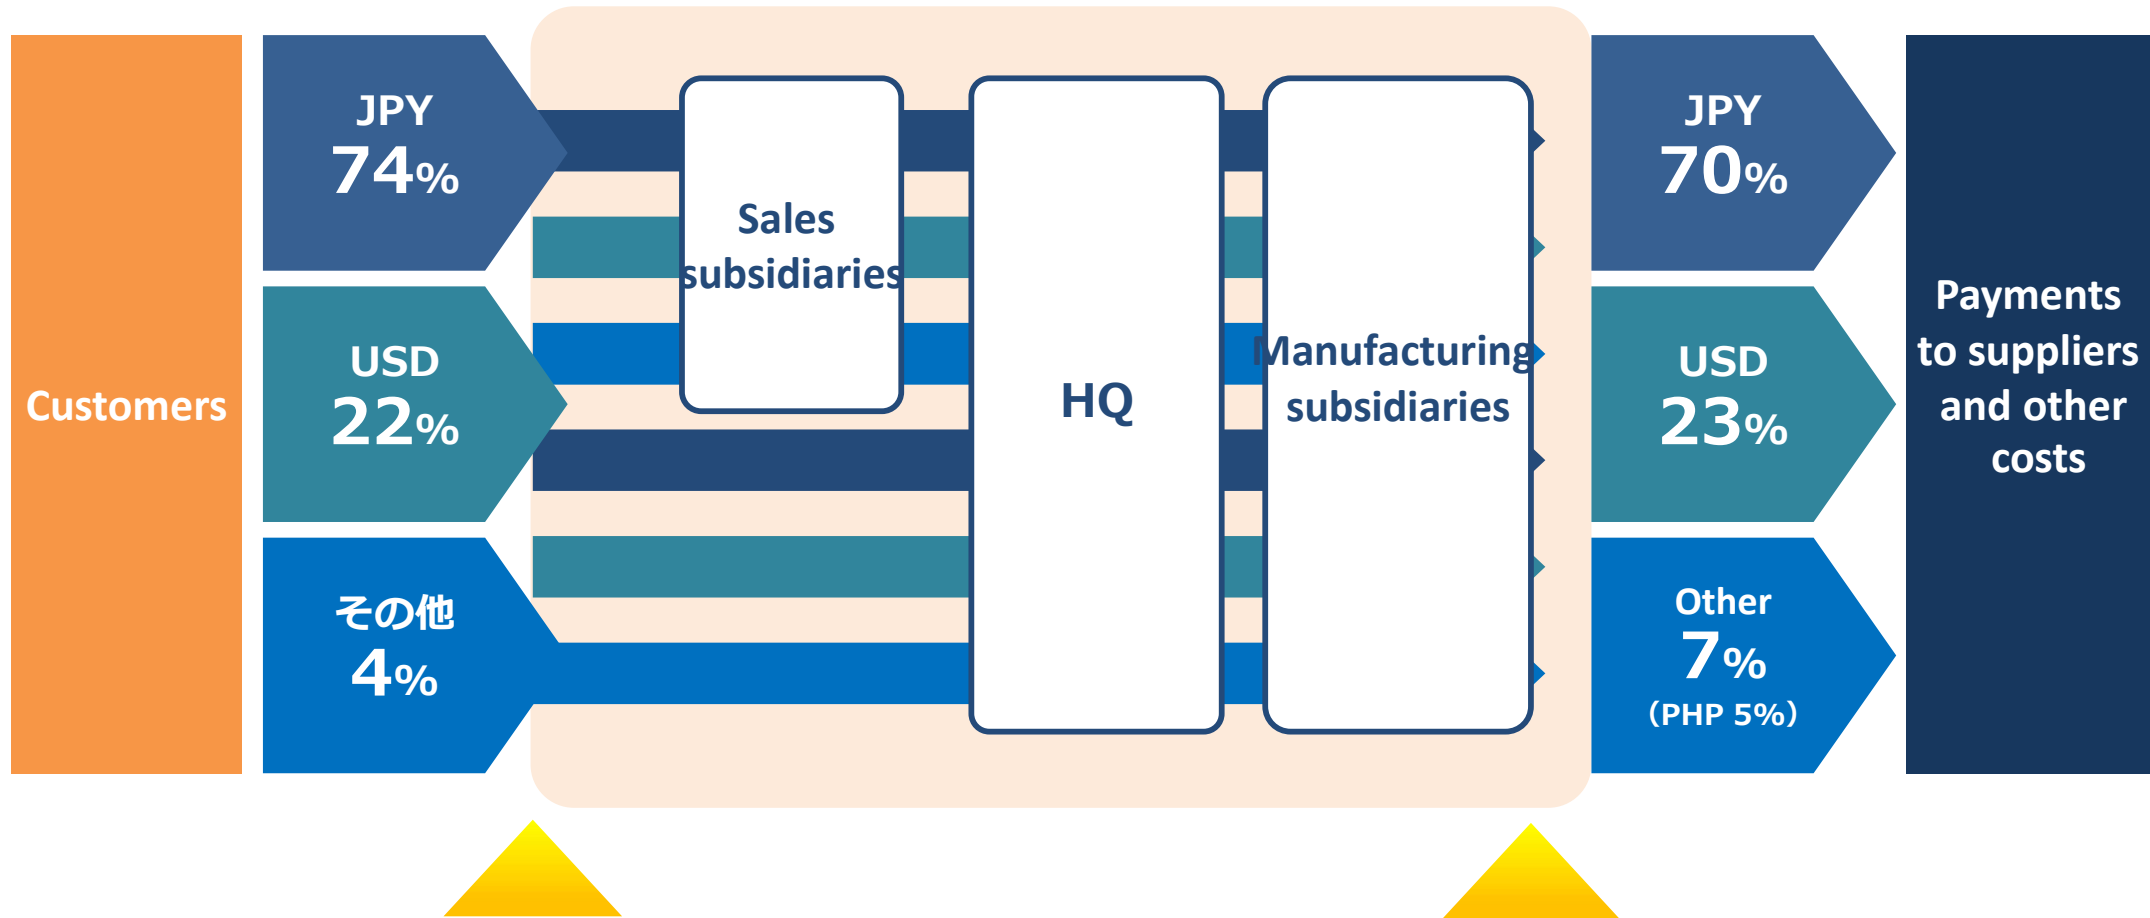 Customers
JPY
74%
USD
22%
その他
4%
Sales
subsidiaries
HQ
Manufacturing
subsidiaries
JPY
70%
USD
23%
Other
7%
(PHP 5%)
Payments
to suppliers
and other
costs